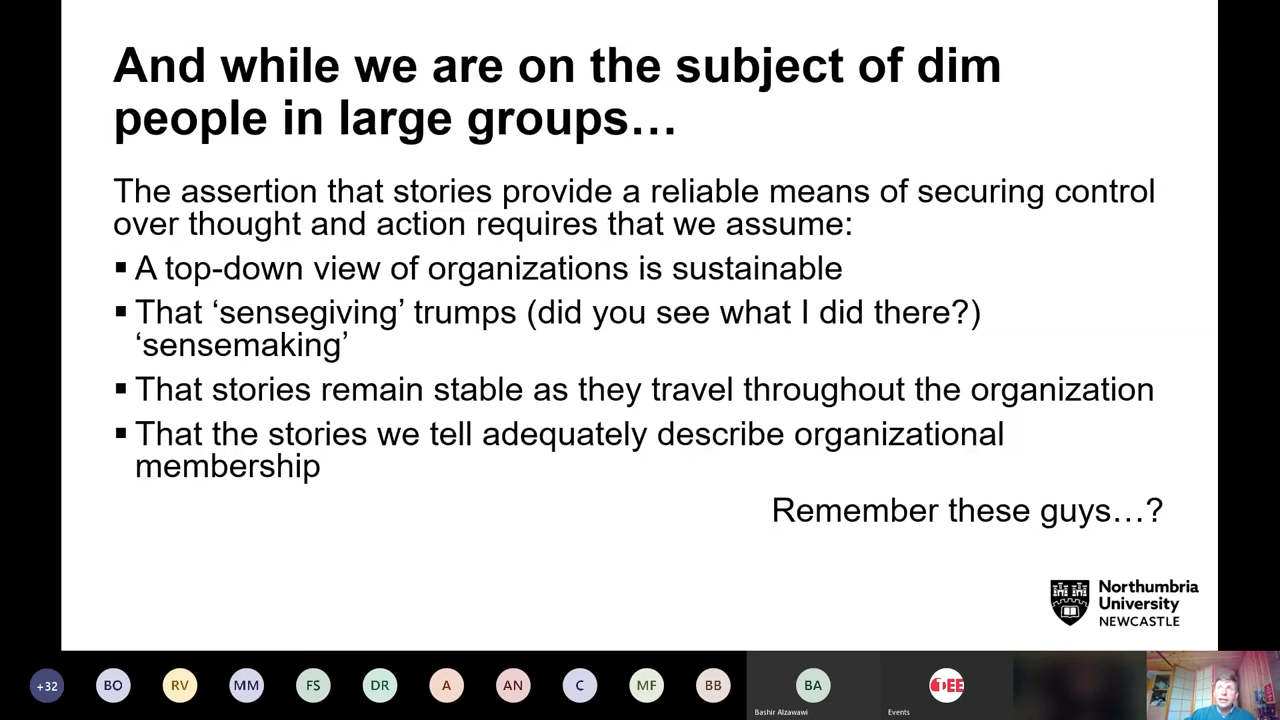 And while we are on the subject of dim
people in large groups…
The assertion that stories provide a reliable means of securing control
over thought and action requires that we assume:
▪ A top-down view of organizations is sustainable
▪ That ‘sensegiving’ trumps (did you see what I did there?)
‘sensemaking’
▪ That stories remain stable as they travel throughout the organization
▪ That the stories we tell adequately describe organizational
membership
Remember these guys…?
Northumbria
University
NEWCASTLE
+32 BO RV MM FS DR A AN C MF BB BA DEE
Bashir Alzawawi Events